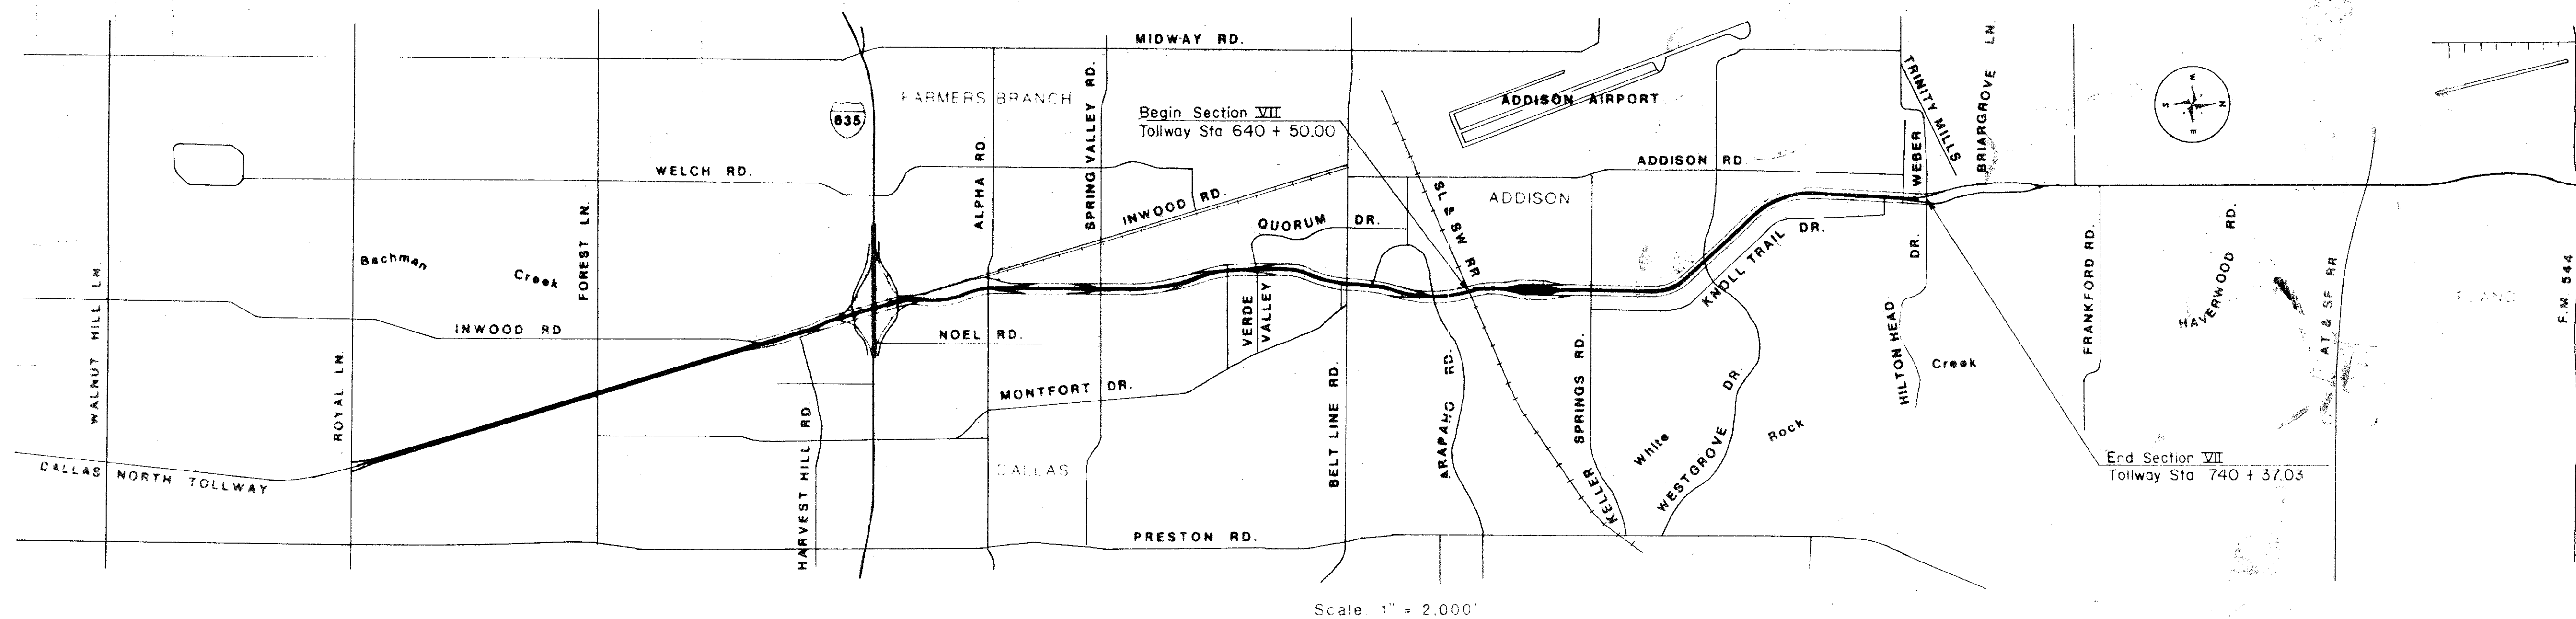 MIDWAY RD.
FARMERS BRANCH
635
Begin Section VII
Tollway Sta 640 + 50.00
ADDISON AIRPORT
TRINITY MILLS
BRIARGROVE LN.
W
S N
E
WELCH RD.
ALPHA RD.
SPRING VALLEY RD.
INWOOD RD.
QUORUM DR.
SLS & SW RR
ADDISON RD
ADDISON
WEBER DR.
Bachman Creek
FOREST LN.
KNOLL TRAIL DR.
FRANKFORD RD.
HAVERWOOD RD.
AT & SF RR
PLANO
F.M 544
WALNUT HILL LN
INWOOD RD
NOEL RD.
VERDE VALLEY
ROYAL LN.
MONTFORT DR.
HILTON HEAD
White Rock Creek
HARVEST HILL RD.
DALLAS
BELT LINE RD.
ARAPAHO RD.
KELLER SPRINGS RD.
WESTGROVE DR.
DALLAS NORTH TOLLWAY
End Section VII
Tollway Sta 740 + 37.03
PRESTON RD.
Scale 1" = 2,000'